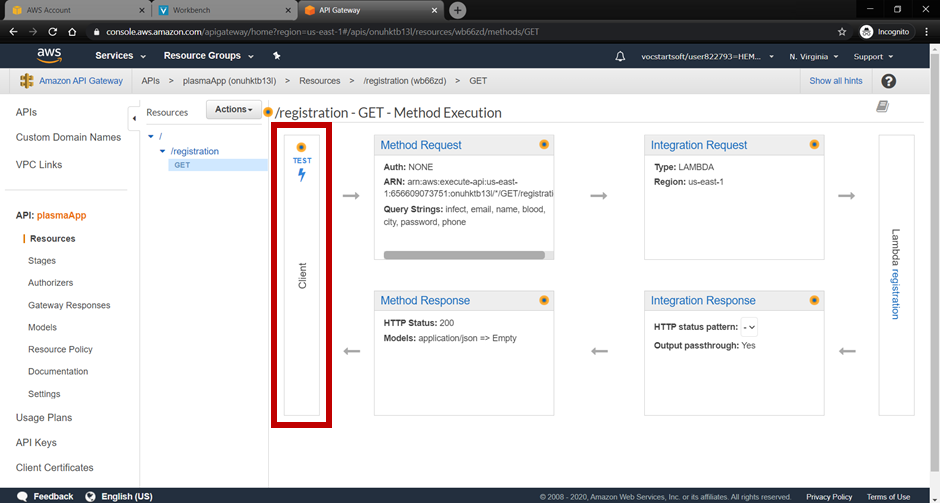 AWS Account
Workbench
API Gateway
console.aws.amazon.com/apigateway/home?region=us-east-1#/apis/onuhktb13l/resources/wb66zd/methods/GET
Incognito
aws
Services
Resource Groups
vocstartsoft/user822793=HEM...
N. Virginia
Support
Amazon API Gateway
APIs > plasmaApp (onuhktb13l) > Resources > /registration (wb66zd) > GET
Show all hints
APIs
Custom Domain Names
VPC Links
API: plasmaApp
Resources
Stages
Authorizers
Gateway Responses
Models
Resource Policy
Documentation
Settings
Usage Plans
API Keys
Client Certificates
Resources
Actions
/
/registration
GET
/registration - GET - Method Execution
TEST
Client
Method Request
Auth: NONE
ARN: arn:aws:execute-api:us-east-
1:656609073751:onuhktb13l/*/GET/registratio
Query Strings: infect, email, name, blood,
city, password, phone
Integration Request
Type: LAMBDA
Region: us-east-1
Lambda registration
Method Response
HTTP Status: 200
Models: application/json => Empty
Integration Response
HTTP status pattern: -
Output passthrough: Yes
Feedback
English (US)
© 2008 - 2020, Amazon Web Services, Inc. or its affiliates. All rights reserved.
Privacy Policy
Terms of Use